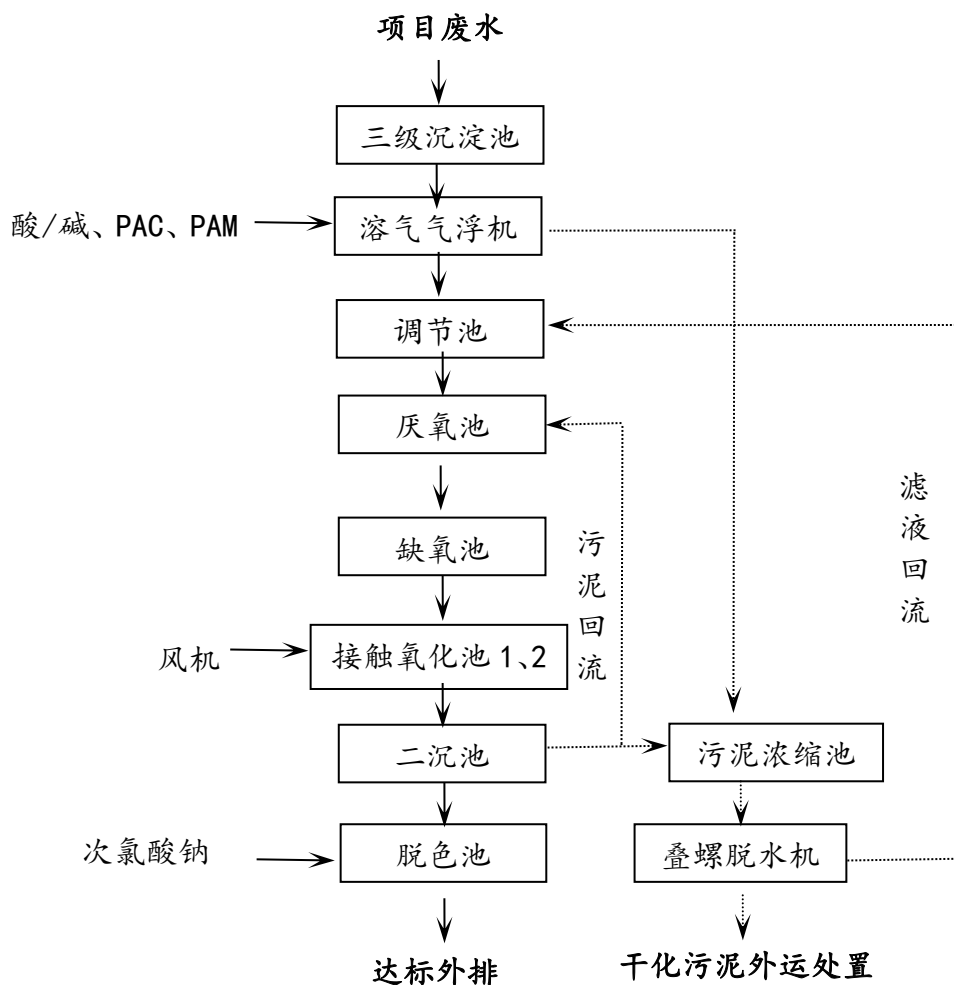 项目废水
三级沉淀池
酸/碱、PAC、PAM
溶气气浮机
调节池
厌氧池
缺氧池
污泥回流
滤液回流
风机
接触氧化池 1、2
二沉池
污泥浓缩池
次氯酸钠
脱色池
叠螺脱水机
达标外排
干化污泥外运处置